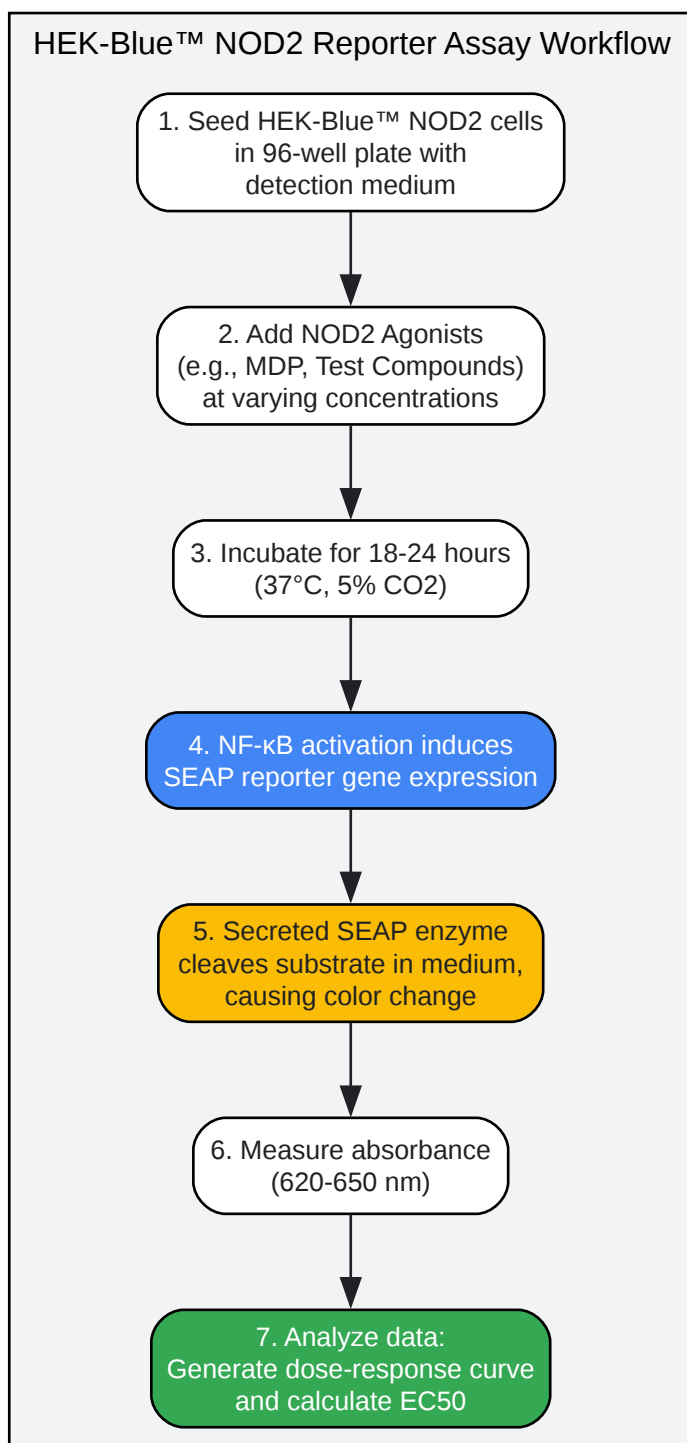 HEK-Blue™ NOD2 Reporter Assay Workflow
1. Seed HEK-Blue™ NOD2 cells
in 96-well plate with
detection medium
2. Add NOD2 Agonists
(e.g., MDP, Test Compounds)
at varying concentrations
3. Incubate for 18-24 hours
(37°C, 5% CO2)
4. NF-κB activation induces
SEAP reporter gene expression
5. Secreted SEAP enzyme
cleaves substrate in medium,
causing color change
6. Measure absorbance
(620-650 nm)
7. Analyze data:
Generate dose-response curve
and calculate EC50